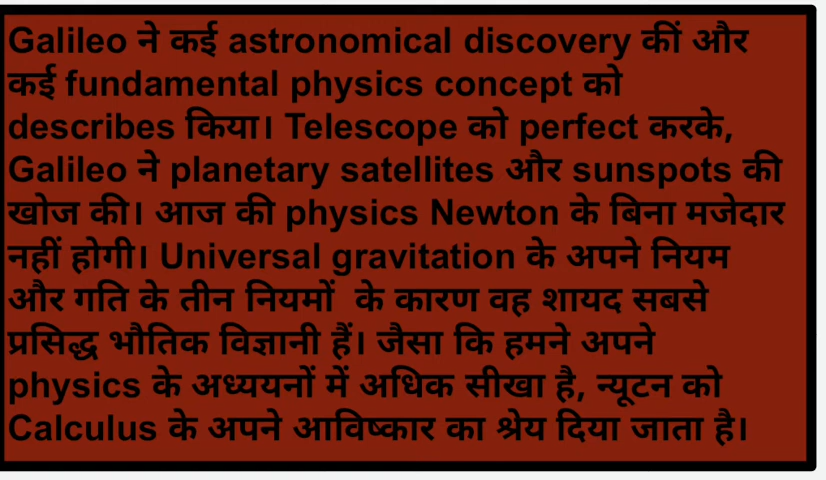 Galileo ने कई astronomical discovery कीं और
कई fundamental physics concept को
describes किया। Telescope को perfect करके,
Galileo ने planetary satellites और sunspots की
खोज की। आज की physics Newton के बिना मजेदार
नहीं होगी। Universal gravitation के अपने नियम
और गति के तीन नियमों के कारण वह शायद सबसे
प्रसिद्ध भौतिक विज्ञानी हैं। जैसा कि हमने अपने
physics के अध्ययनों में अधिक सीखा है, न्यूटन को
Calculus के अपने आविष्कार का श्रेय दिया जाता है।